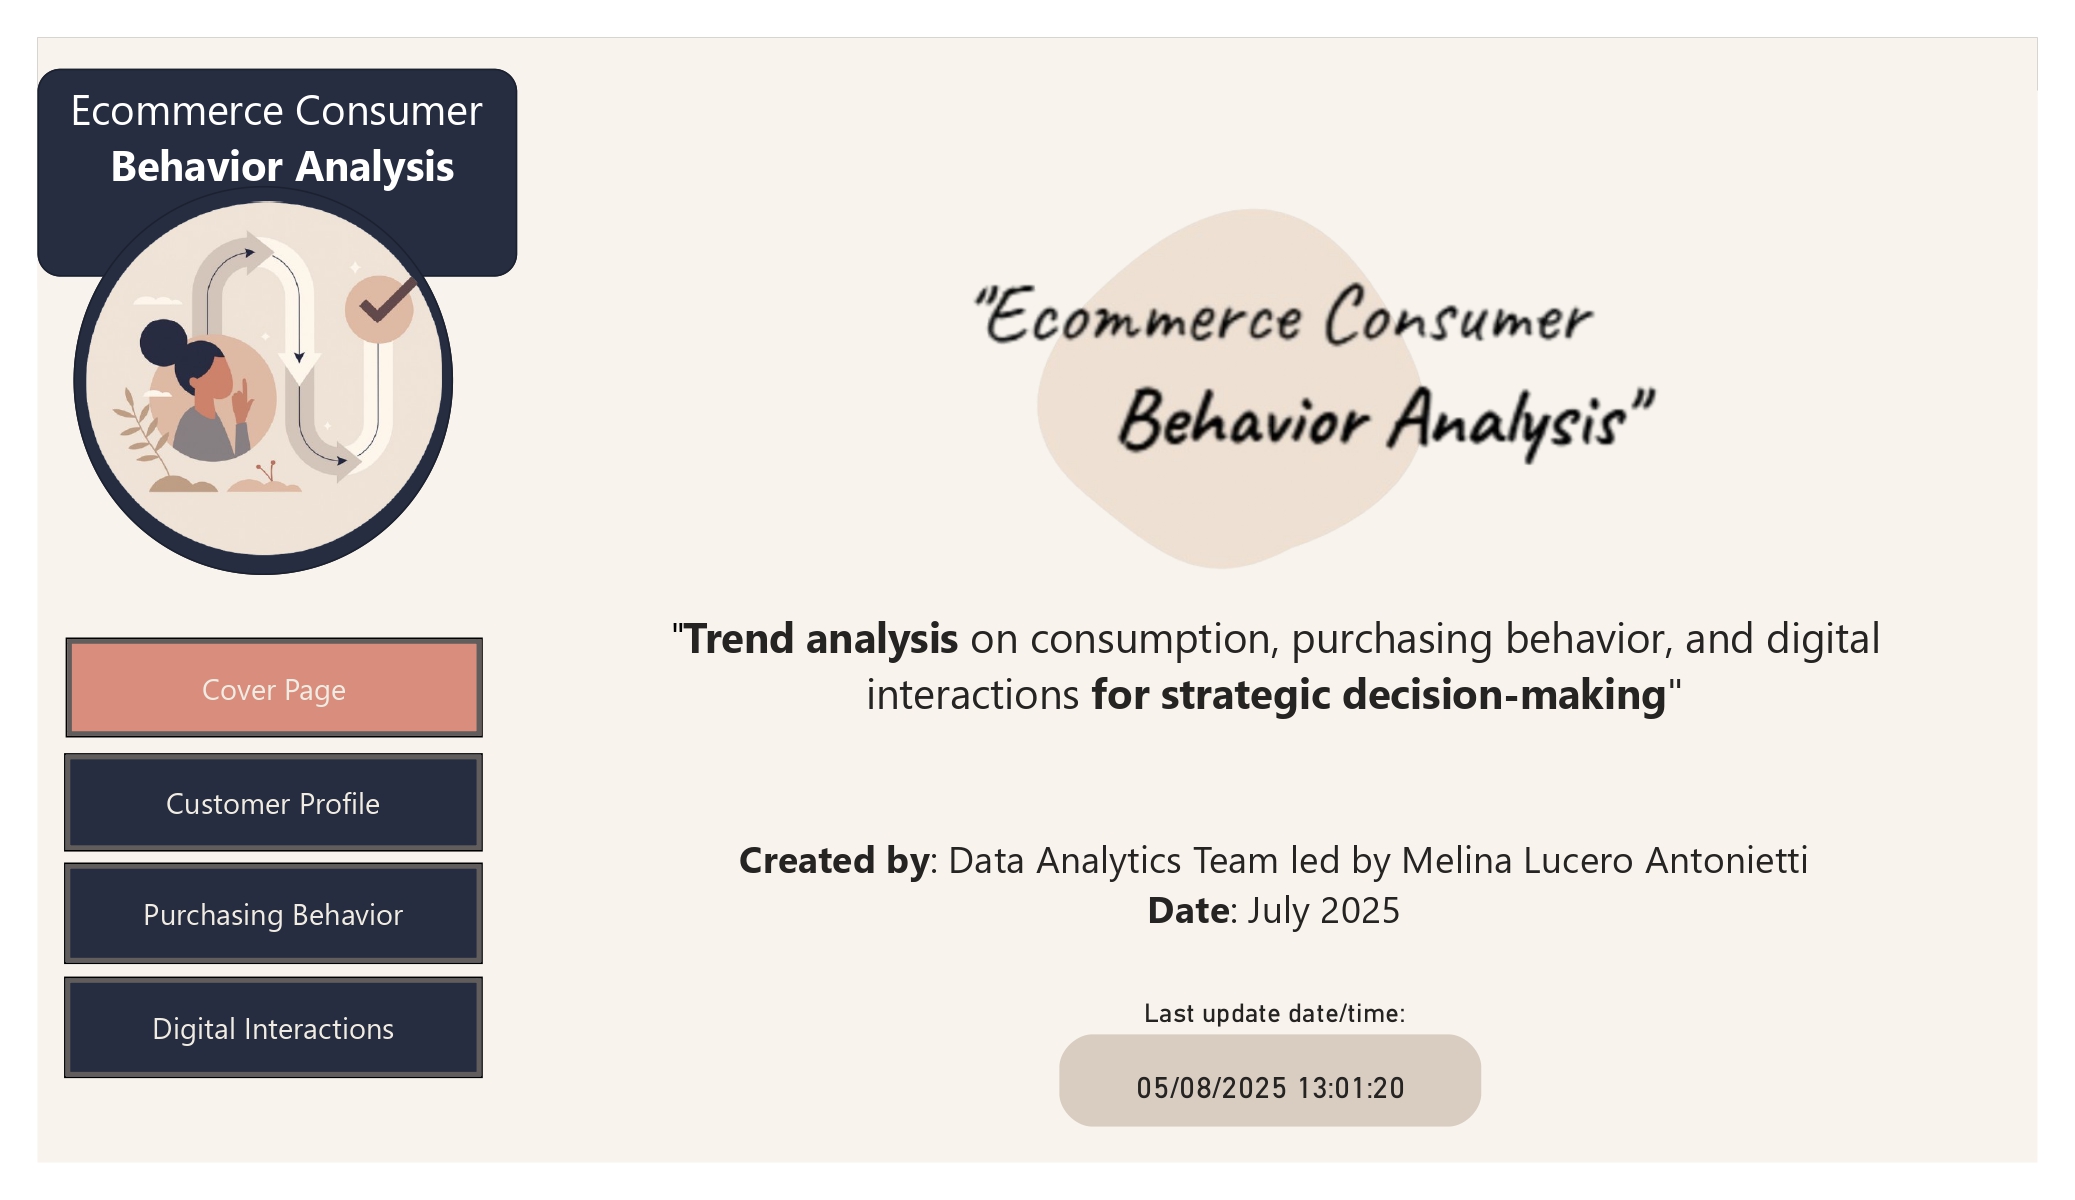 Ecommerce Consumer
Behavior Analysis
Cover Page
Customer Profile
Purchasing Behavior
Digital Interactions
"Ecommerce Consumer
Behavior Analysis"
"Trend analysis on consumption, purchasing behavior, and digital
interactions for strategic decision-making"
Created by: Data Analytics Team led by Melina Lucero Antonietti
Date: July 2025
Last update date/time:
05/08/2025 13:01:20